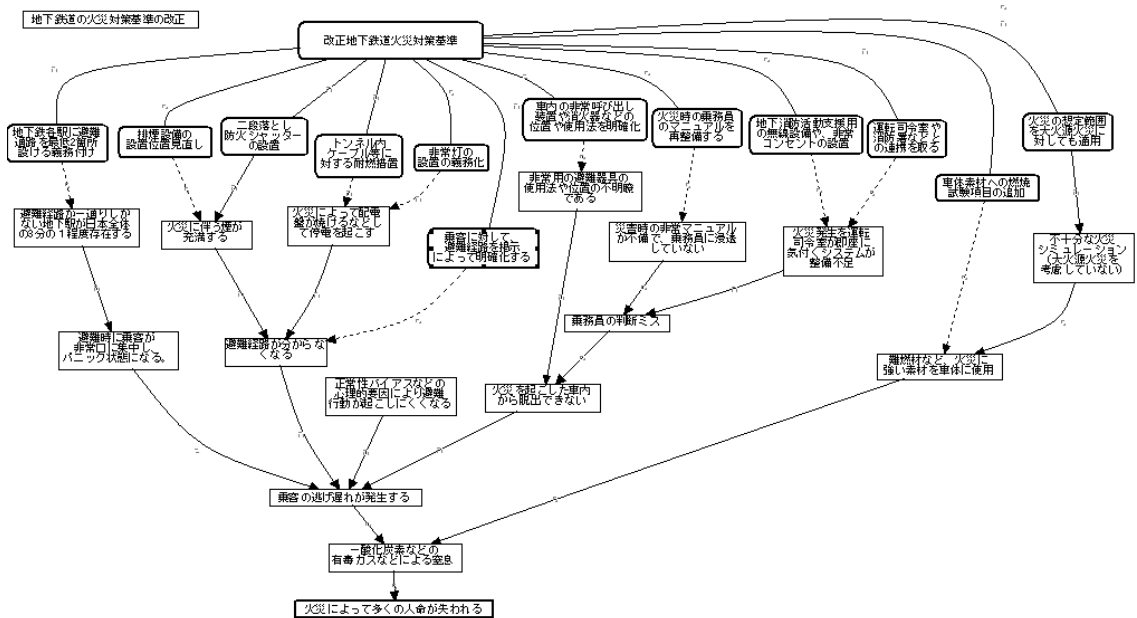 地下鉄道の火災対策基準の改正
改正地下鉄道火災対策基準
地下鉄各駅に避難
通路を最低2箇所
設ける義務付け
排煙設備の
設置位置見直し
二段落とし
防火シャッター
の設置
トンネル内
ケーブル等に
対する耐燃措置
非常灯の
設置の義務化
車内の非常呼び出し
装置や消火器などの
位置や使用法を明確化
火災時の乗務員
のマニュアルを
再整備する
地下消防活動支援用
の無線設備や、非常
コンセントの設置
運転司令室や
消防署など
の連携を取る
火災の想定範囲
を大火源火災に
対しても適用
車体素材への燃焼
試験項目の追加
避難経路が一通りしか
ない地下駅が日本全体
の3分の1程度存在する
火災に伴う煙が
充満する
火災によって配電
盤が焼けるなどし
て停電を起こす
乗客に対して、
避難経路を掲示
によって明確化する
非常用の避難器具の
使用法や位置の不明瞭
である
災害時の非常マニュアル
が不備で、乗務員に浸透
していない
火災発生を運転
司令室が即座に
気付くシステムが
整備不足
不十分な火災
シミュレーション
(大火源火災を
考慮していない)
避難時に乗客が
非常口に集中し、
パニック状態になる。
避難経路が分からな
くなる
乗務員の判断ミス
難燃材など、火災に
強い素材を車体に使用
正常性バイアスなどの
心理的要因により避難
行動が起こしにくくなる
火災を起こした車内
から脱出できない
乗客の逃げ遅れが発生する
一酸化炭素などの
有毒ガスなどによる窒息
火災によって多くの人命が失われる